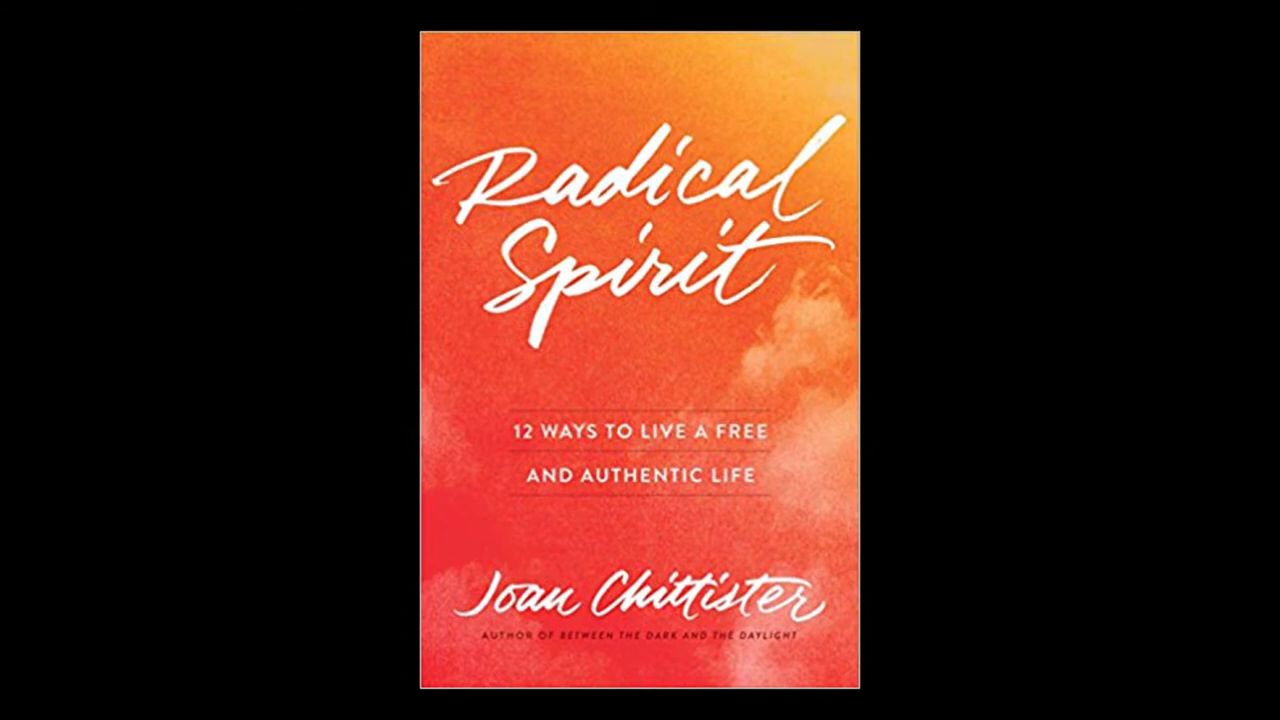 Radical
Spirit
12 WAYS TO LIVE A FREE
AND AUTHENTIC LIFE
Joan Chittister
AUTHOR OF BETWEEN THE DARK AND THE DAYLIGHT